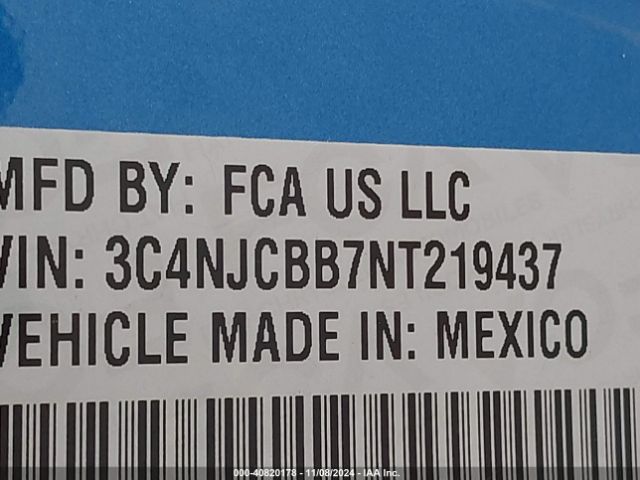 MFD BY: FCA US LLC
VIN: 3C4NJCBB7NT219437
VEHICLE MADE IN: MEXICO
000-40820178 - 11/08/2024 - IAA Inc.